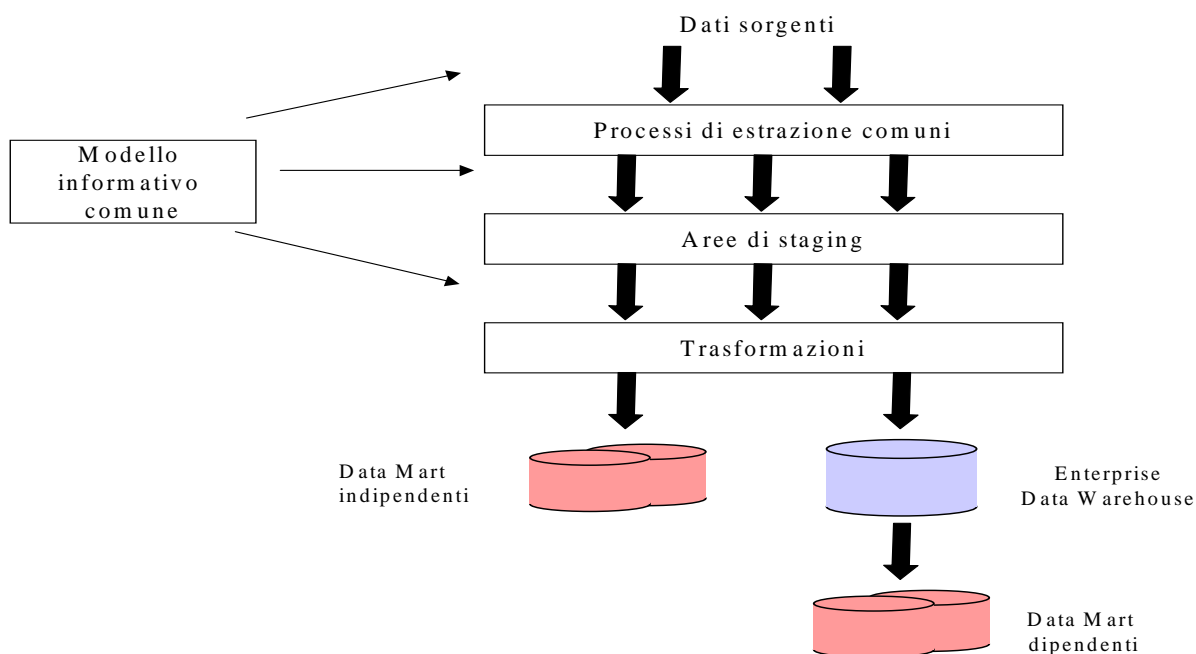 Dati sorgenti
Processi di estrazione comuni
Modello
informativo
comune
Aree di staging
Trasformazioni
Data Mart
indipendenti
Enterprise
Data Warehouse
Data Mart
dipendenti